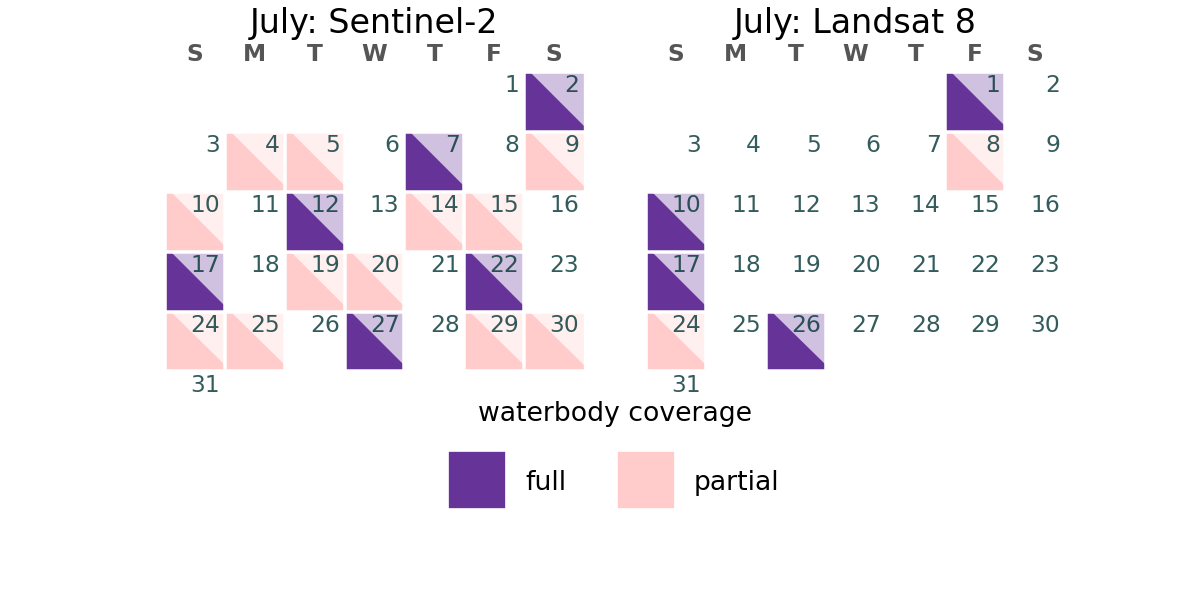 July: Sentinel-2
S M T W T F S
1 2
3 4 5 6 7 8 9
10 11 12 13 14 15 16
17 18 19 20 21 22 23
24 25 26 27 28 29 30
31
July: Landsat 8
S M T W T F S
1 2
3 4 5 6 7 8 9
10 11 12 13 14 15 16
17 18 19 20 21 22 23
24 25 26 27 28 29 30
31
waterbody coverage
full
partial